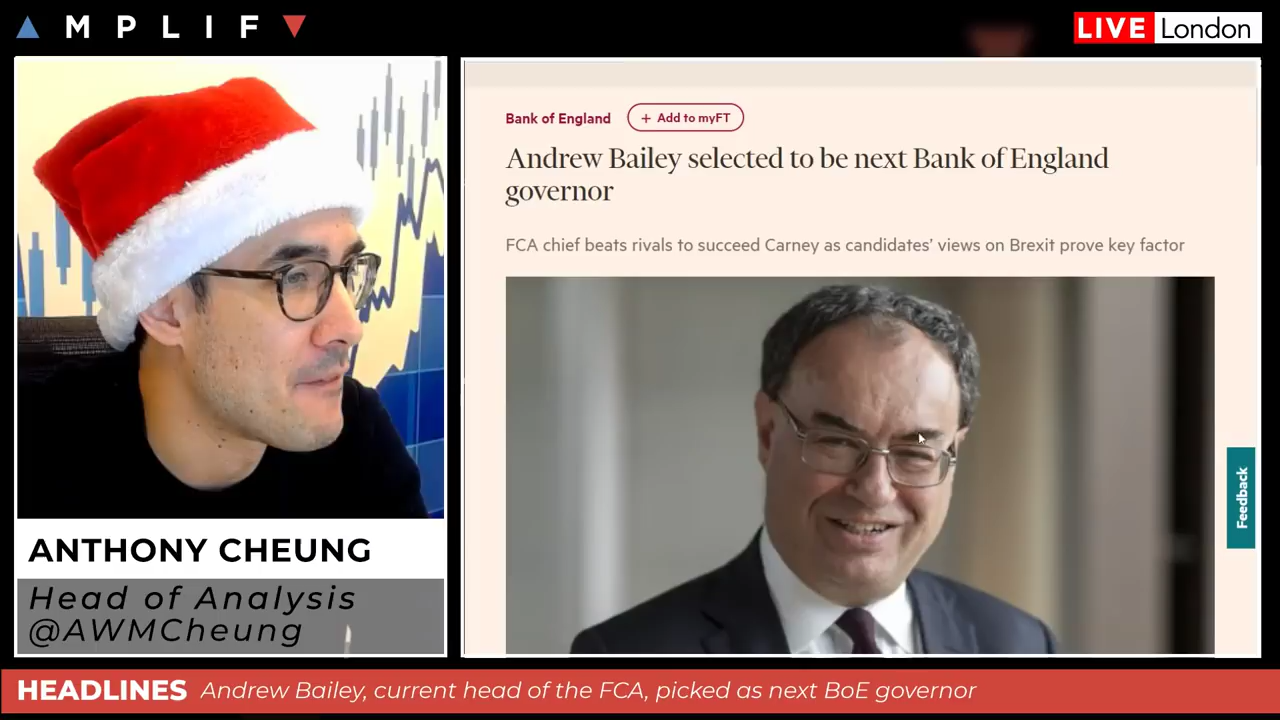 ▲ M P L I F ▼
LIVE London
Bank of England
+ Add to myFT
Andrew Bailey selected to be next Bank of England
governor
FCA chief beats rivals to succeed Carney as candidates’ views on Brexit prove key factor
Feedback
ANTHONY CHEUNG
Head of Analysis
@AWMCheung
HEADLINES Andrew Bailey, current head of the FCA, picked as next BoE governor